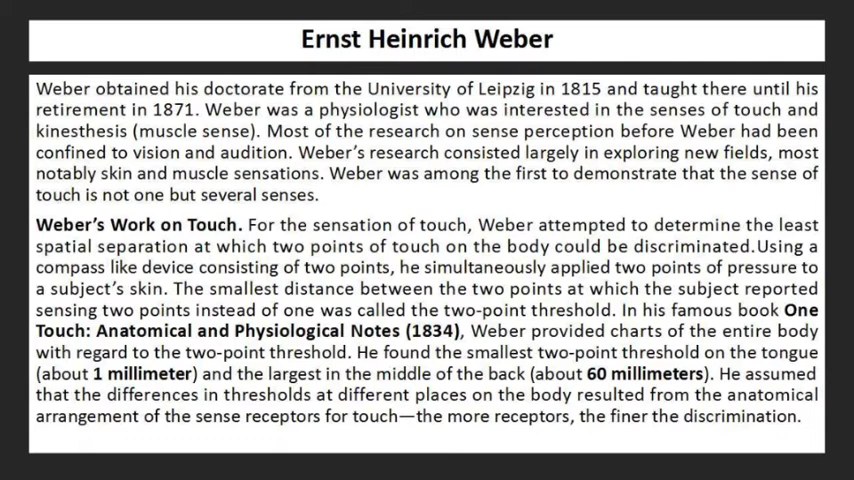 Ernst Heinrich Weber
Weber obtained his doctorate from the University of Leipzig in 1815 and taught there until his
retirement in 1871. Weber was a physiologist who was interested in the senses of touch and
kinesthesis (muscle sense). Most of the research on sense perception before Weber had been
confined to vision and audition. Weber’s research consisted largely in exploring new fields, most
notably skin and muscle sensations. Weber was among the first to demonstrate that the sense of
touch is not one but several senses.
Weber’s Work on Touch. For the sensation of touch, Weber attempted to determine the least
spatial separation at which two points of touch on the body could be discriminated.Using a
compass like device consisting of two points, he simultaneously applied two points of pressure to
a subject’s skin. The smallest distance between the two points at which the subject reported
sensing two points instead of one was called the two-point threshold. In his famous book One
Touch: Anatomical and Physiological Notes (1834), Weber provided charts of the entire body
with regard to the two-point threshold. He found the smallest two-point threshold on the tongue
(about 1 millimeter) and the largest in the middle of the back (about 60 millimeters). He assumed
that the differences in thresholds at different places on the body resulted from the anatomical
arrangement of the sense receptors for touch—the more receptors, the finer the discrimination.